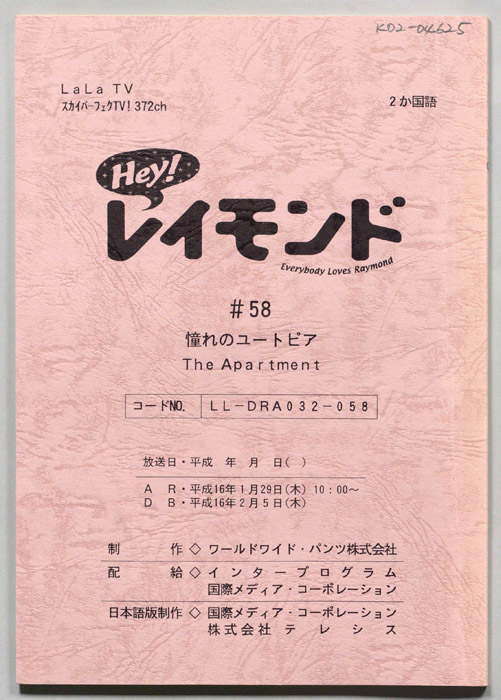 KD2-04625
LaLa TV
スカイパーフェクTV! 372ch
2か国語
Hey!
レイモンド
Everybody Loves Raymond
#58
憧れのユートピア
The Apartment
コードNO. LL-DRA032-058
放送日・平成 年 月 日( )
A R・平成16年1月29日(木) 10:00～
D B・平成16年2月5日(木)
制 作◇ワールドワイド・パンツ株式会社
配 給◇インタープログラム
国際メディア・コーポレーション
日本語版制作◇国際メディア・コーポレーション
株式会社テレシス